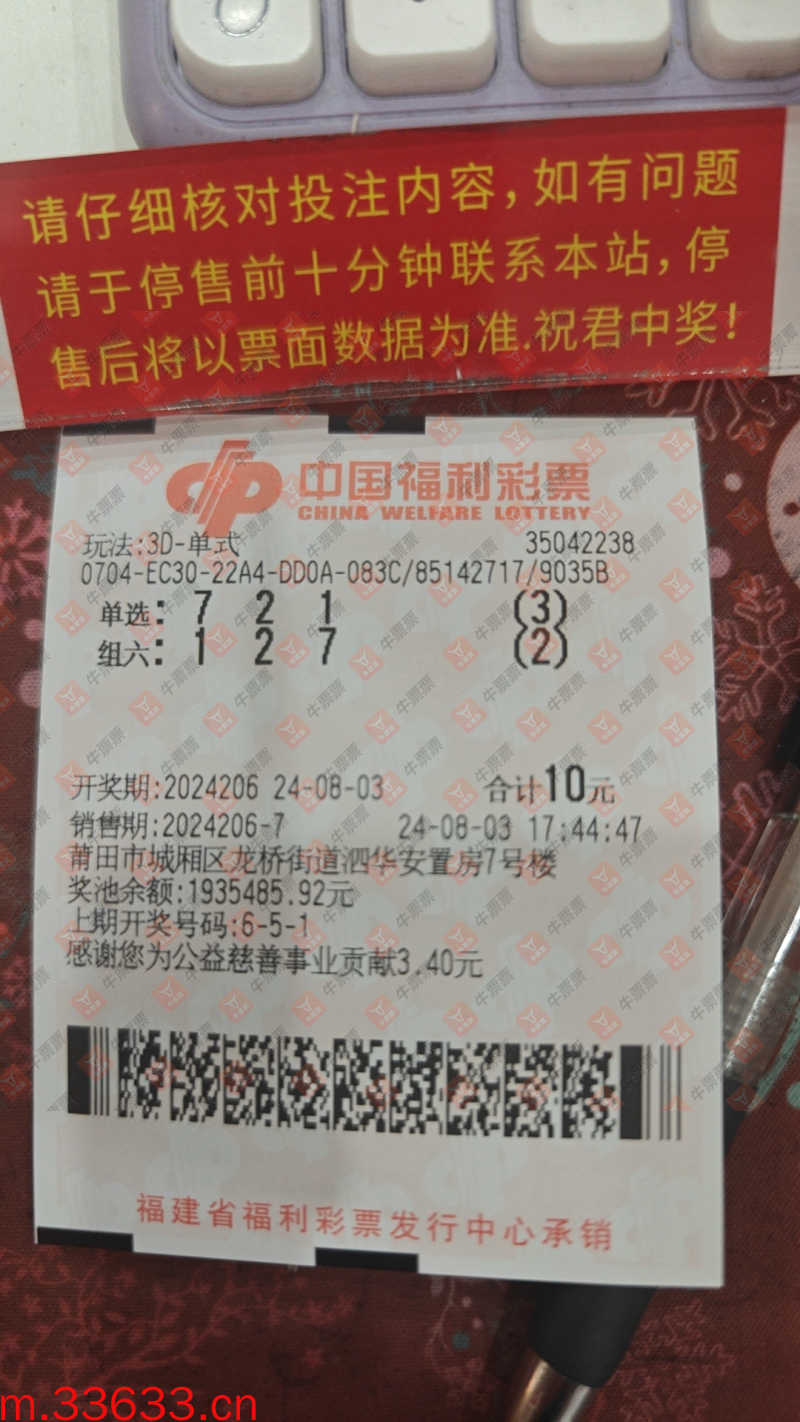 请仔细核对投注内容，如有问题
请于停售前十分钟联系本站，停
售后将以票面数据为准.祝君中奖！
中国福利彩票
CHINA WELFARE LOTTERY
玩法:3D-单式 35042238
0704-EC30-22A4-DD0A-083C/85142717/9035B
单选: 7 2 1 (3)
组六: 1 2 7 (2)
开奖期:2024206 24-08-03 合计10元
销售期:2024206-7 24-08-03 17:44:47
莆田市城厢区龙桥街道泗华安置房7号楼
奖池余额:1935485.92元
上期开奖号码:6-5-1
感谢您为公益慈善事业贡献3.40元
福建省福利彩票发行中心承销
牛票票
m.33633.cn